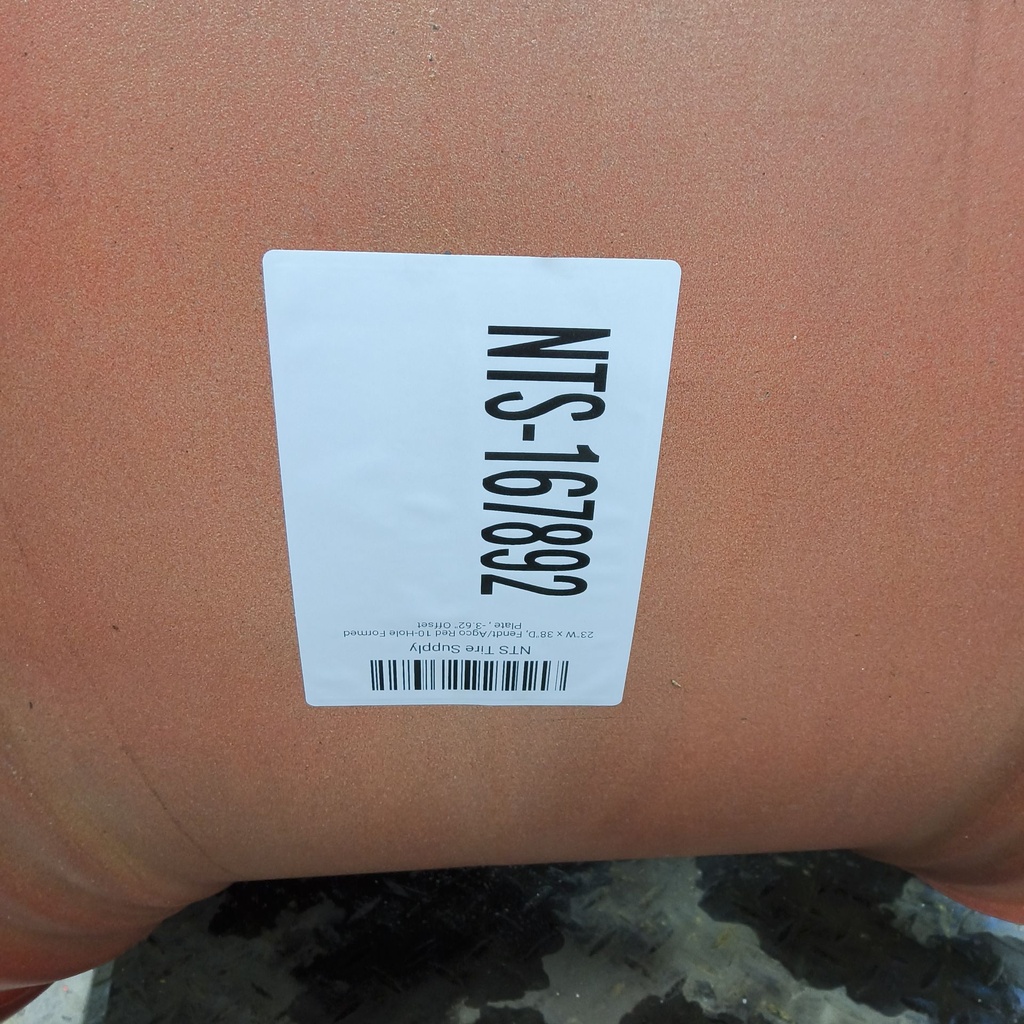 NTS Tire Supply
23"W x 38"D, Fendt/Agco Red 10-Hole Formed
Plate, -3.62" Offset
NTS-167892